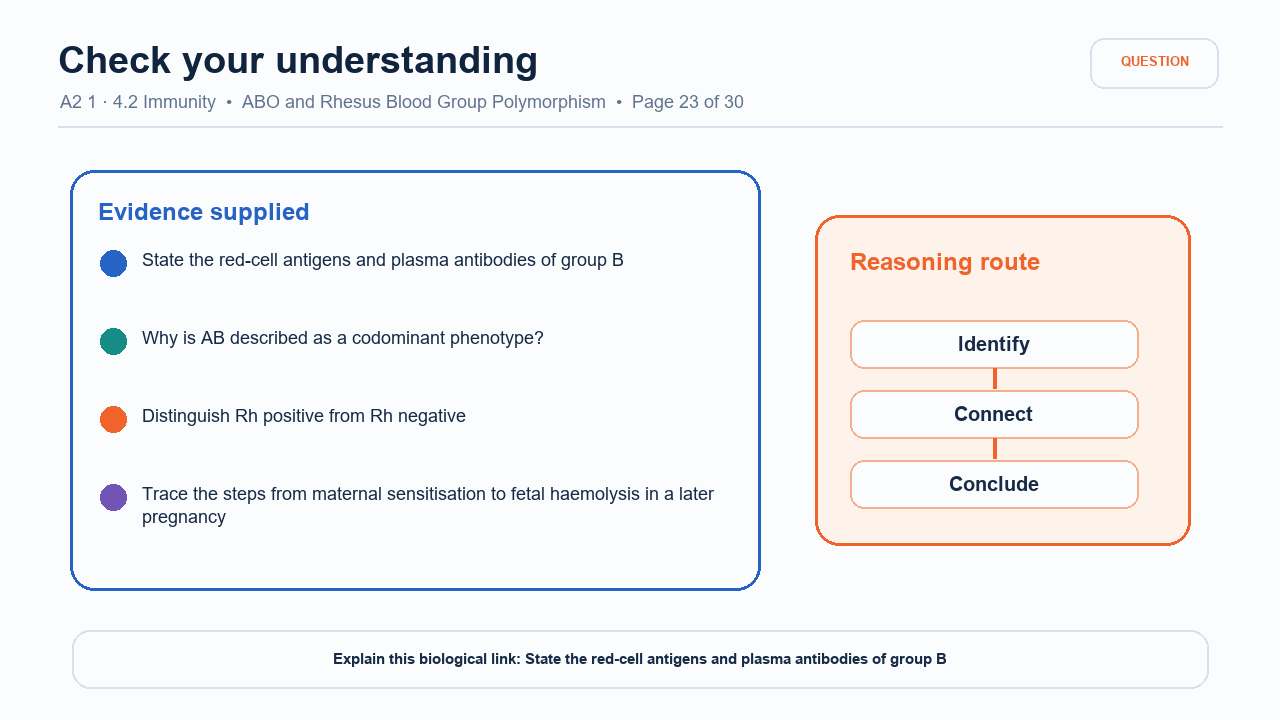 Check your understanding
QUESTION
A2 1 · 4.2 Immunity • ABO and Rhesus Blood Group Polymorphism • Page 23 of 30
Evidence supplied
State the red-cell antigens and plasma antibodies of group B
Why is AB described as a codominant phenotype?
Distinguish Rh positive from Rh negative
Trace the steps from maternal sensitisation to fetal haemolysis in a later
pregnancy
Reasoning route
Identify
Connect
Conclude
Explain this biological link: State the red-cell antigens and plasma antibodies of group B